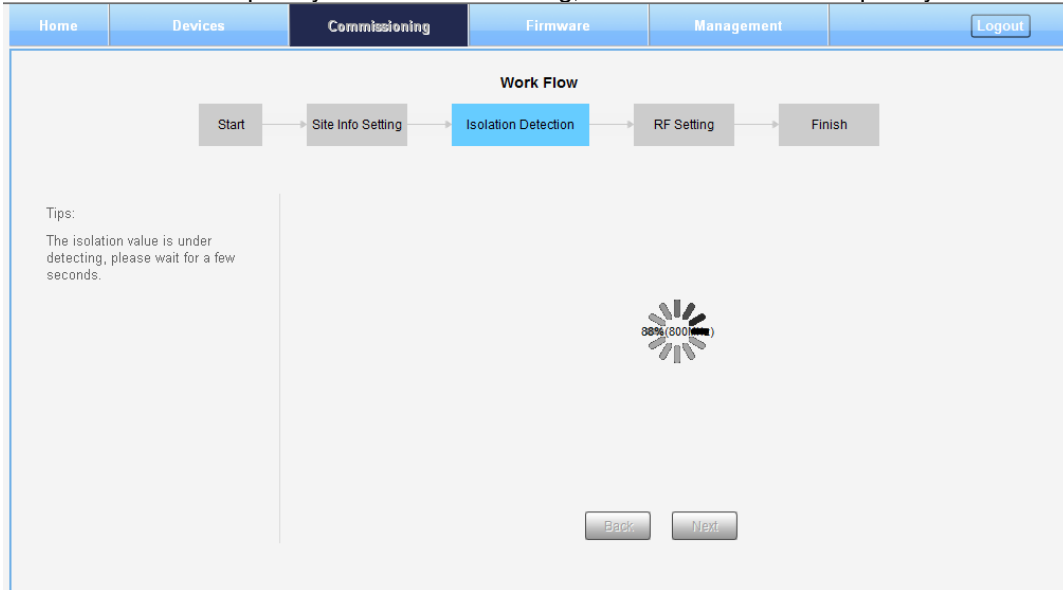 Home Devices Commissioning Firmware Management Logout
Work Flow
Start Site Info Setting Isolation Detection RF Setting Finish
Tips:
The isolation value is under
detecting, please wait for a few
seconds.
88%(800MHz)
Back Next